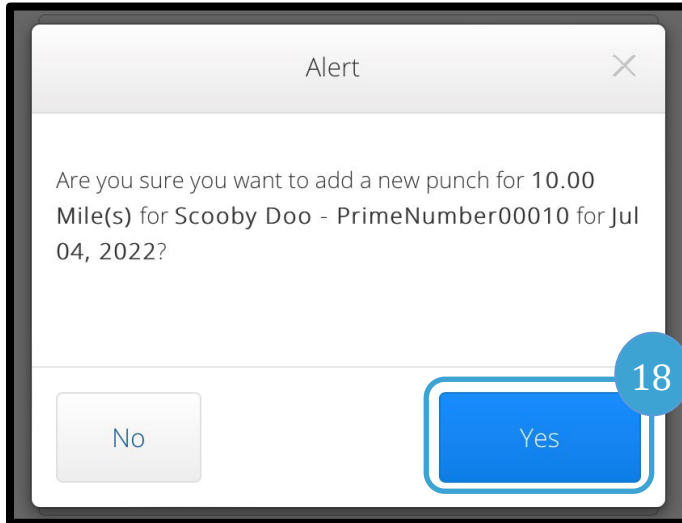 Alert
Are you sure you want to add a new punch for 10.00
Mile(s) for Scooby Doo - PrimeNumber00010 for Jul
04, 2022?
18
No
Yes